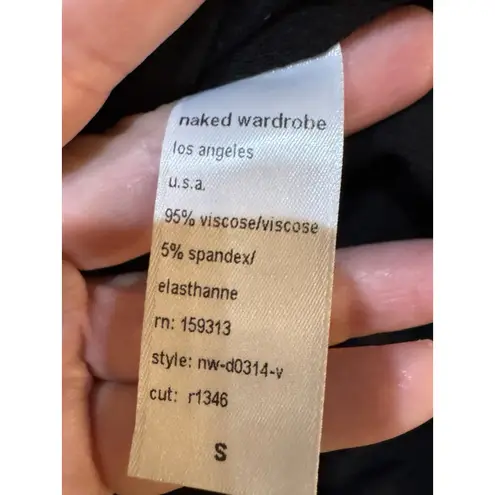 naked wardrobe
los angeles
u.s.a.
95% viscose/viscose
5% spandex/
elasthanne
rn: 159313
style: nw-d0314-v
cut: r1346
S